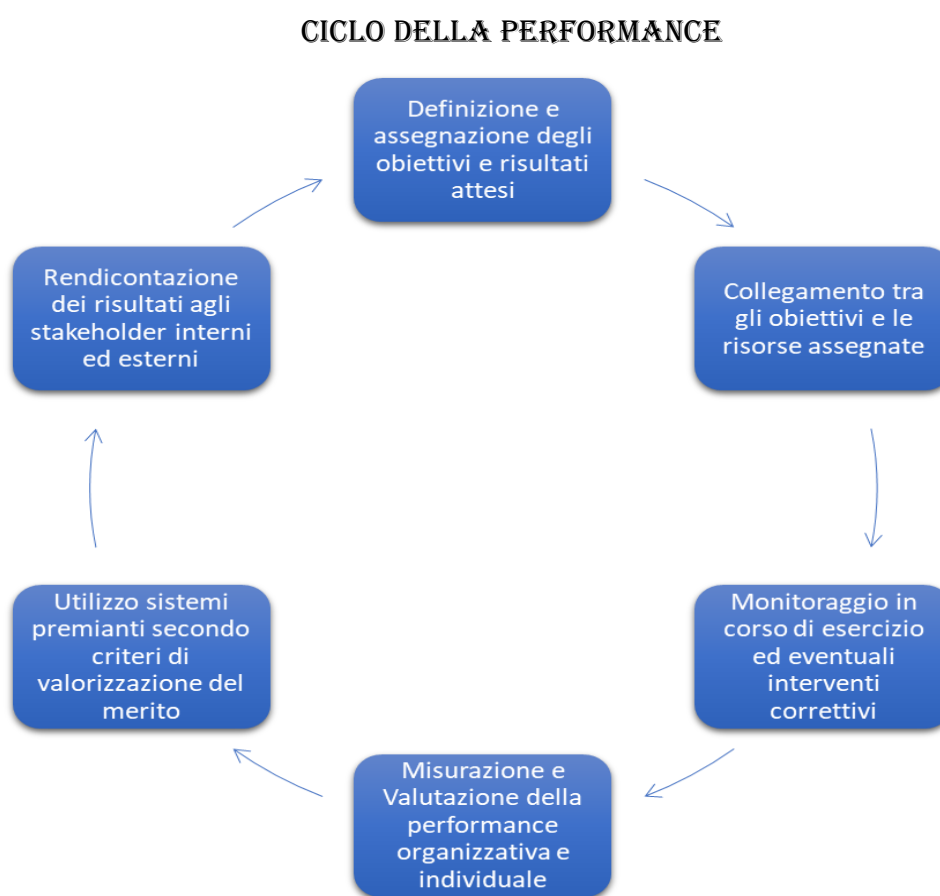 CICLO DELLA PERFORMANCE
Definizione e
assegnazione degli
obiettivi e risultati
attesi
Collegamento tra
gli obiettivi e le
risorse assegnate
Monitoraggio in
corso di esercizio
ed eventuali
interventi
correttivi
Misurazione e
Valutazione della
performance
organizzativa e
individuale
Utilizzo sistemi
premianti secondo
criteri di
valorizzazione del
merito
Rendicontazione
dei risultati agli
stakeholder interni
ed esterni